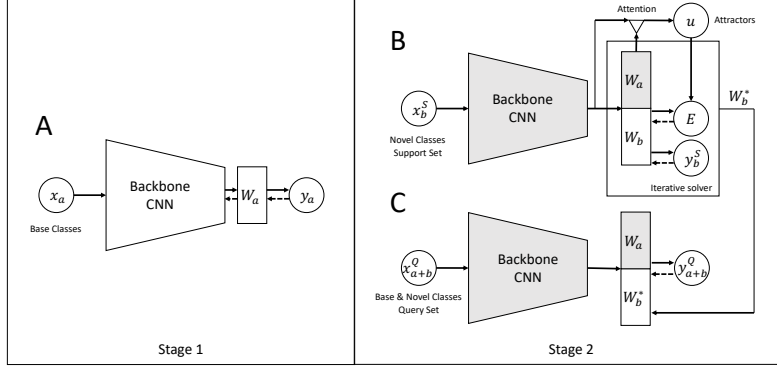 A
Backbone
CNN
x_a
W_a
y_a
Base Classes
Stage 1
B
Attention
u
Attractors
W_a
Backbone
CNN
W_b^*
x_b^S
E
W_b
Novel Classes
Support Set
y_b^S
Iterative solver
C
W_a
Backbone
CNN
x_{a+b}^Q
y_{a+b}^Q
W_b^*
Base & Novel Classes
Query Set
Stage 2